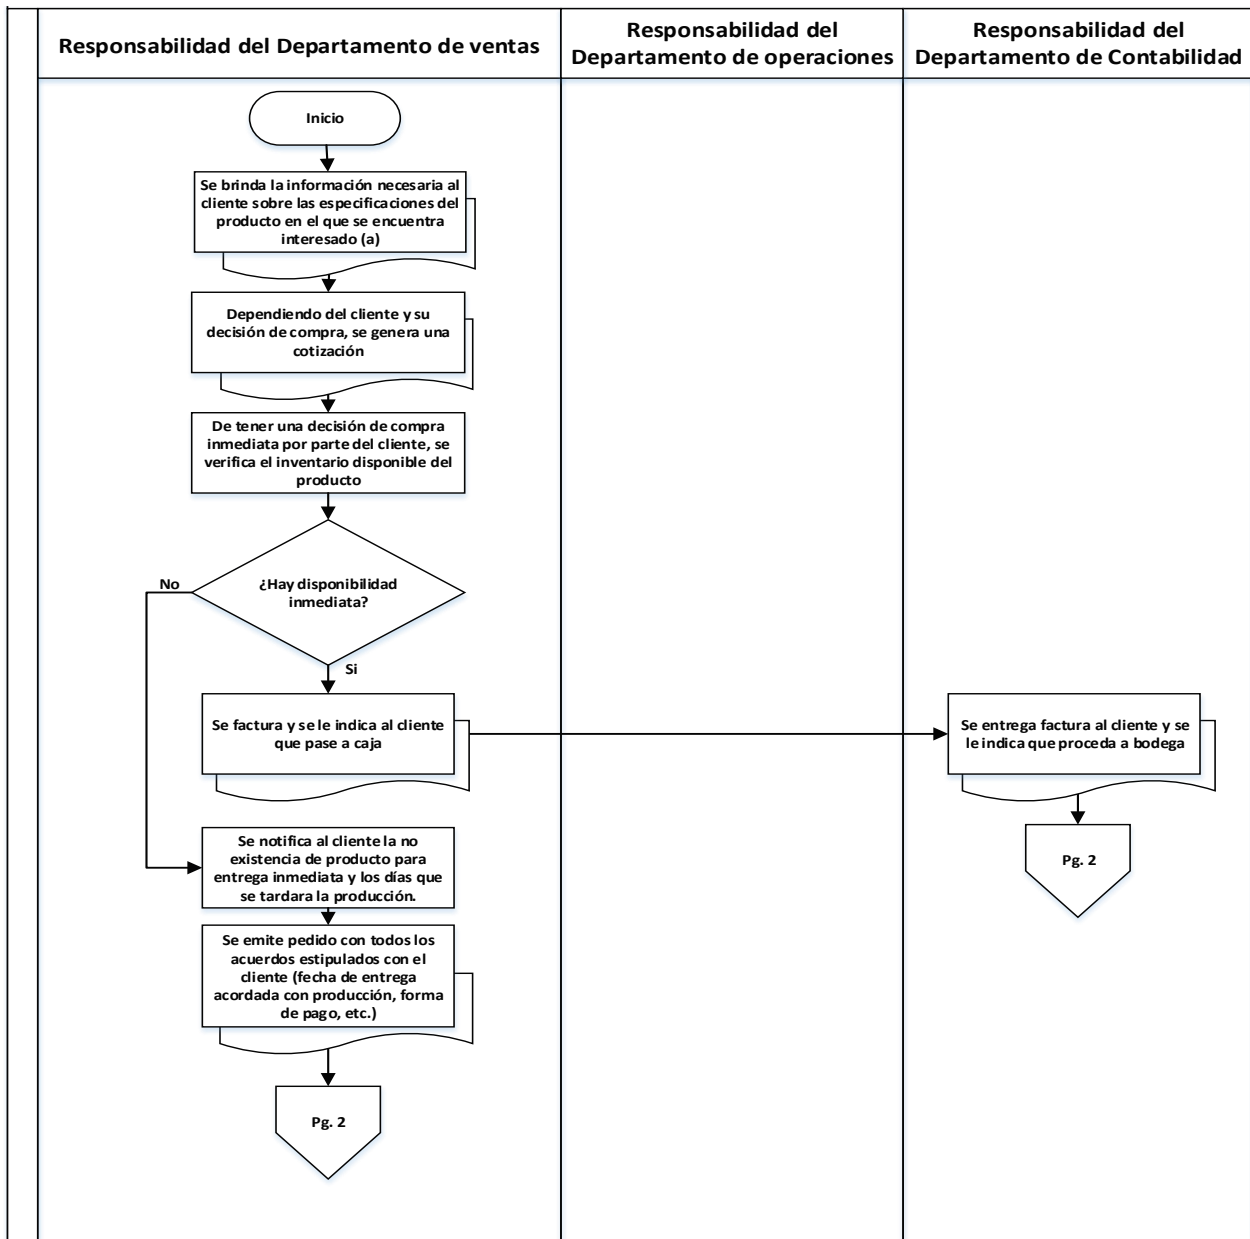 Responsabilidad del Departamento de ventas
Responsabilidad del
Departamento de operaciones
Responsabilidad del
Departamento de Contabilidad
Inicio
Se brinda la información necesaria al
cliente sobre las especificaciones del
producto en el que se encuentra
interesado (a)
Dependiendo del cliente y su
decisión de compra, se genera una
cotización
De tener una decisión de compra
inmediata por parte del cliente, se
verifica el inventario disponible del
producto
¿Hay disponibilidad
inmediata?
No
Si
Se factura y se le indica al cliente
que pase a caja
Se entrega factura al cliente y se
le indica que proceda a bodega
Pg. 2
Se notifica al cliente la no
existencia de producto para
entrega inmediata y los días que
se tardara la producción.
Se emite pedido con todos los
acuerdos estipulados con el
cliente (fecha de entrega
acordada con producción, forma
de pago, etc.)
Pg. 2